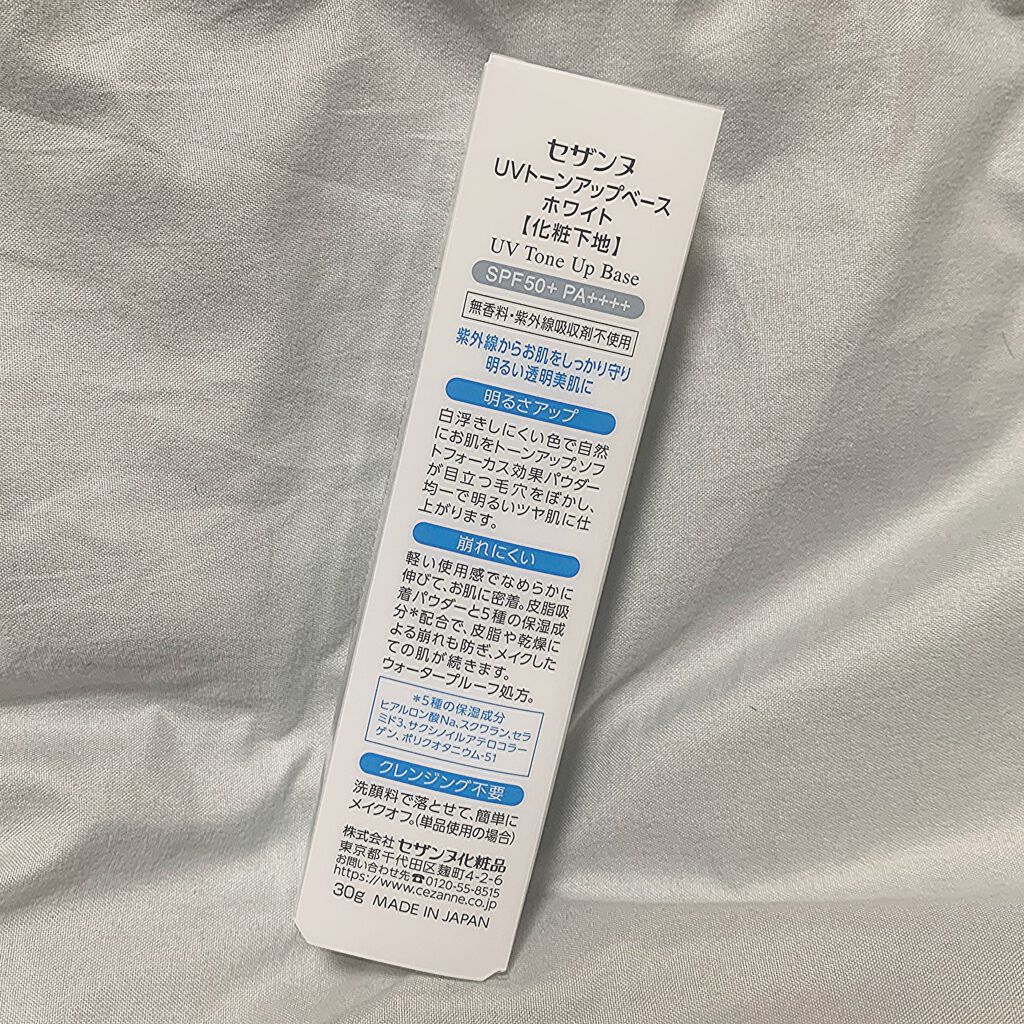 セザンヌ
UVトーンアップベース
ホワイト
【化粧下地】
UV Tone Up Base
SPF50+ PA++++
無香料・紫外線吸収剤不使用
紫外線からお肌をしっかり守り
明るい透明美肌に
明るさアップ
白浮きしにくい色で自然
にお肌をトーンアップ。ソフ
トフォーカス効果パウダー
が目立つ毛穴をぼかし、
均一で明るいツヤ肌に仕
上がります。
崩れにくい
軽い使用感でなめらかに
伸びて、お肌に密着。皮脂吸
着パウダーと5種の保湿成
分＊配合で、皮脂や乾燥に
よる崩れも防ぎ、メイクした
ての肌が続きます。
ウォータープルーフ処方。
＊5種の保湿成分
ヒアルロン酸Na、スクワラン、セラ
ミド3、サクシノイルアテロコラー
ゲン、ポリクオタニウム-51
クレンジング不要
洗顔料で落とせて、簡単に
メイクオフ。(単品使用の場合)
株式会社 セザンヌ化粧品
東京都千代田区麹町4-2-6
お問い合わせ先☎0120-55-8515
https://www.cezanne.co.jp
30g MADE IN JAPAN